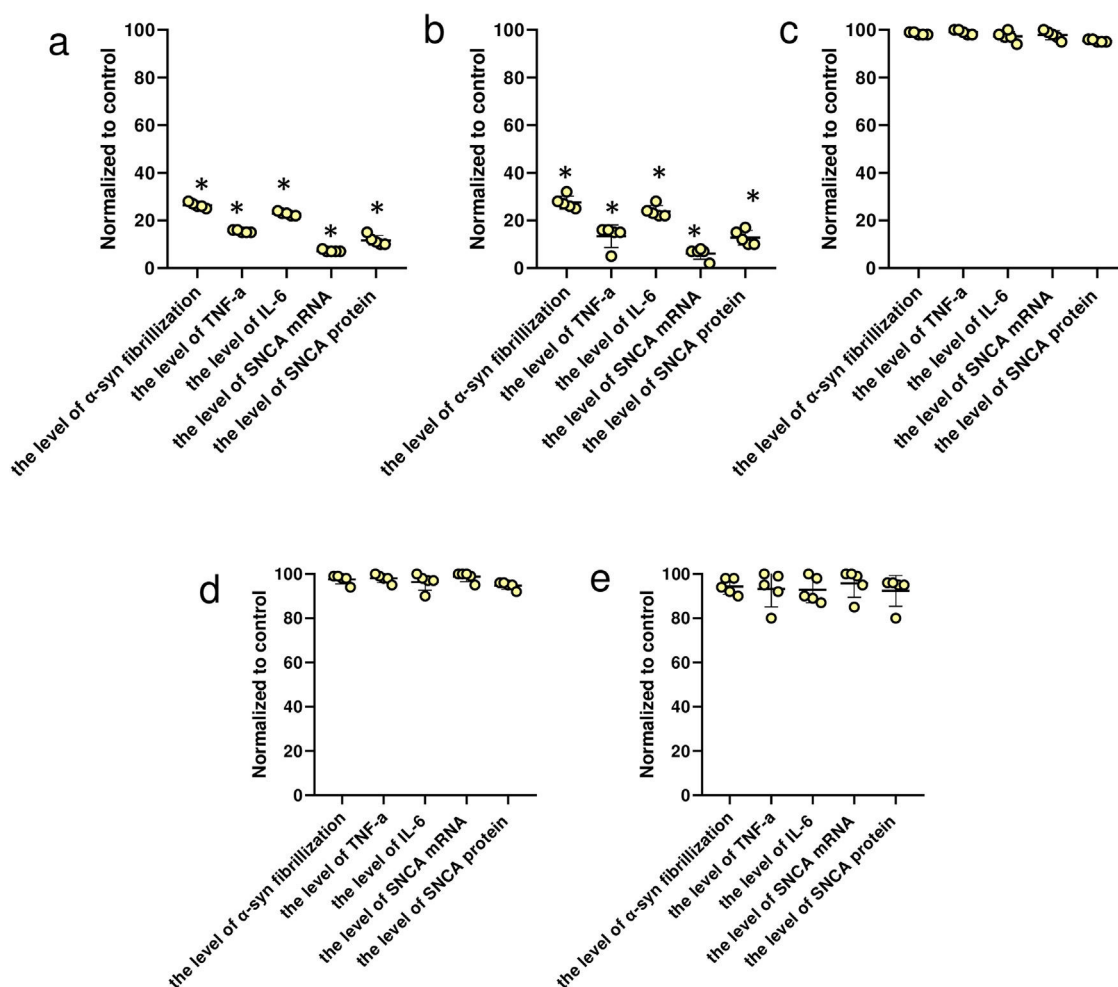 a
Normalized to control
100
80
60
40
20
0
*
*
*
*
*
the level of α-syn fibrillization
the level of TNF-a
the level of IL-6
the level of SNCA mRNA
the level of SNCA protein
b
Normalized to control
100
80
60
40
20
0
*
*
*
*
*
the level of α-syn fibrillization
the level of TNF-a
the level of IL-6
the level of SNCA mRNA
the level of SNCA protein
c
Normalized to control
100
80
60
40
20
0
the level of α-syn fibrillization
the level of TNF-a
the level of IL-6
the level of SNCA mRNA
the level of SNCA protein
d
Normalized to control
100
80
60
40
20
0
the level of α-syn fibrillization
the level of TNF-a
the level of IL-6
the level of SNCA mRNA
the level of SNCA protein
e
Normalized to control
100
80
60
40
20
0
the level of α-syn fibrillization
the level of TNF-a
the level of IL-6
the level of SNCA mRNA
the level of SNCA protein